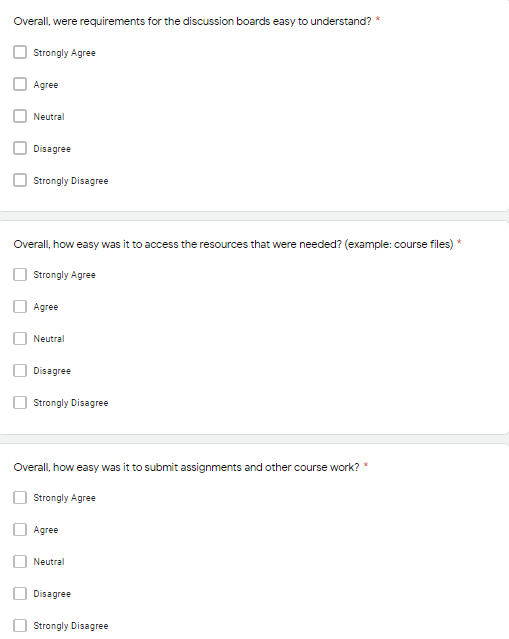 Overall, were requirements for the discussion boards easy to understand? *
Strongly Agree
Agree
Neutral
Disagree
Strongly Disagree
Overall, how easy was it to access the resources that were needed? (example: course files) *
Strongly Agree
Agree
Neutral
Disagree
Strongly Disagree
Overall, how easy was it to submit assignments and other course work? *
Strongly Agree
Agree
Neutral
Disagree
Strongly Disagree